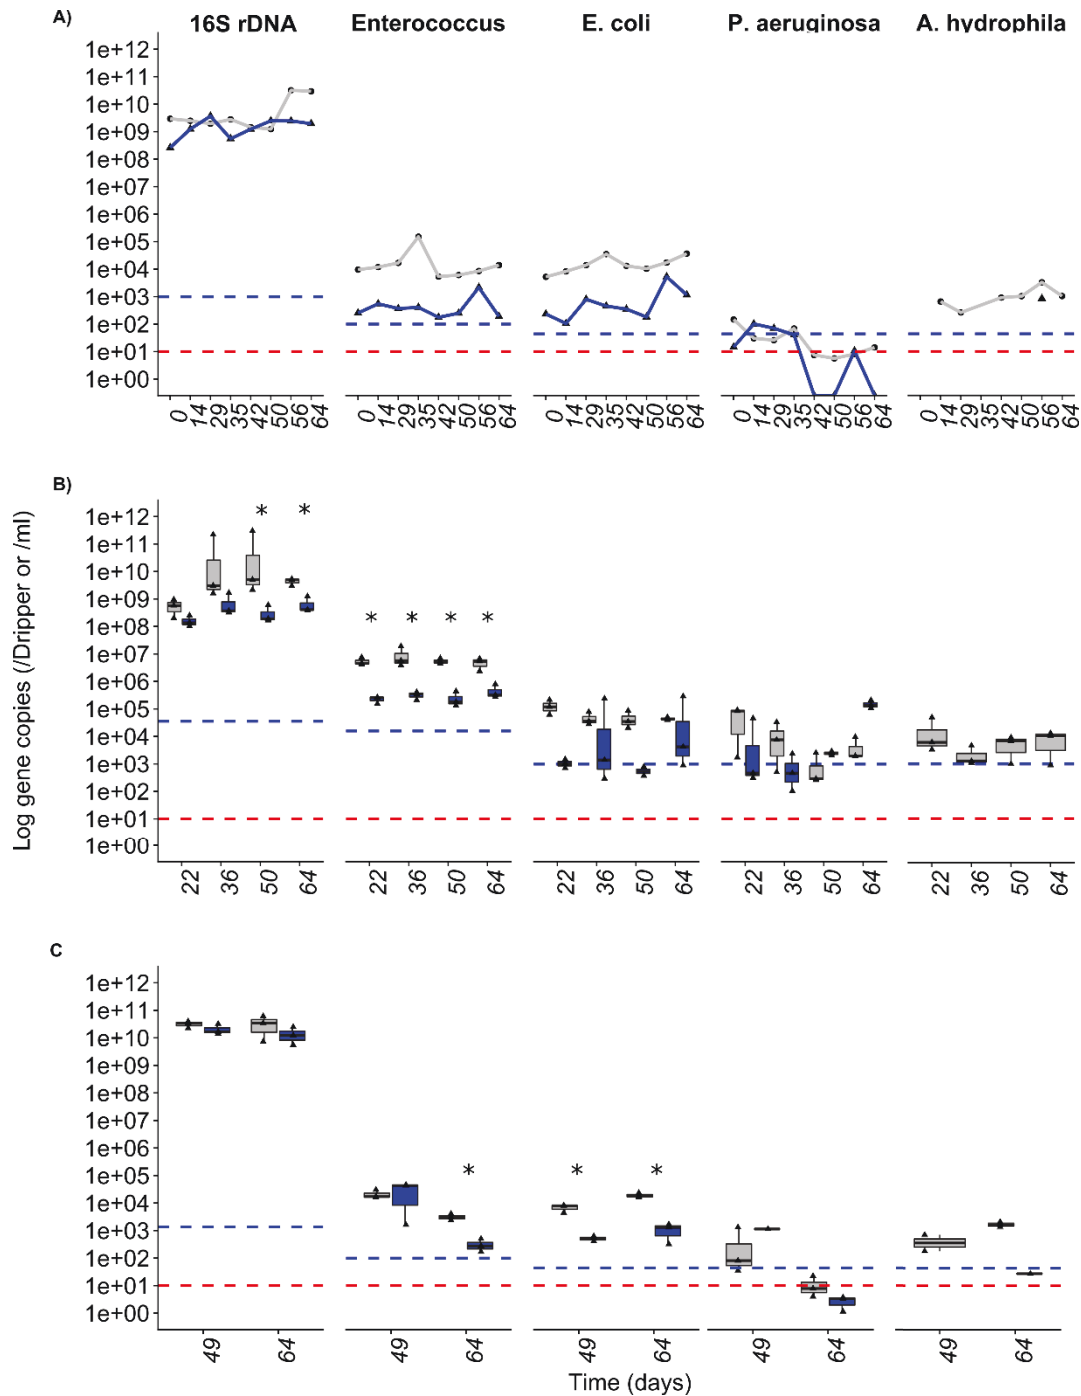 A)
16S rDNA Enterococcus E. coli P. aeruginosa A. hydrophila
1e+12
1e+11
1e+10
1e+09
1e+08
1e+07
1e+06
1e+05
1e+04
1e+03
1e+02
1e+01
1e+00
0 14 29 35 42 50 56 64 0 14 29 35 42 50 56 64 0 14 29 35 42 50 56 64 0 14 29 35 42 50 56 64 0 14 29 35 42 50 56 64
Log gene copies (/Dripper or /ml)
B)
1e+12
* *
1e+11
1e+10
1e+09
1e+08
* * * *
1e+07
1e+06
1e+05
1e+04
1e+03
1e+02
1e+01
1e+00
22 36 50 64 22 36 50 64 22 36 50 64 22 36 50 64 22 36 50 64
C
1e+12
1e+11
1e+10
1e+09
1e+08
1e+07
1e+06
1e+05
* * *
1e+04
1e+03
1e+02
1e+01
1e+00
49 64 49 64 49 64 49 64 49 64
Time (days)